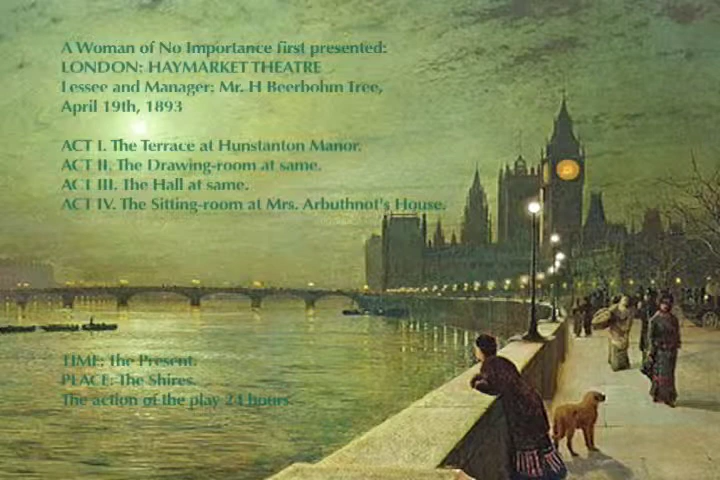 A Woman of No Importance first presented:
LONDON: HAYMARKET THEATRE
Lessee and Manager: Mr. H Beerbohm Tree,
April 19th, 1893
ACT I. The Terrace at Hunstanton Manor.
ACT II. The Drawing-room at same.
ACT III. The Hall at same.
ACT IV. The Sitting-room at Mrs. Arbuthnot's House.
TIME: The Present.
PLACE: The Shires.
The action of the play 24 hours.